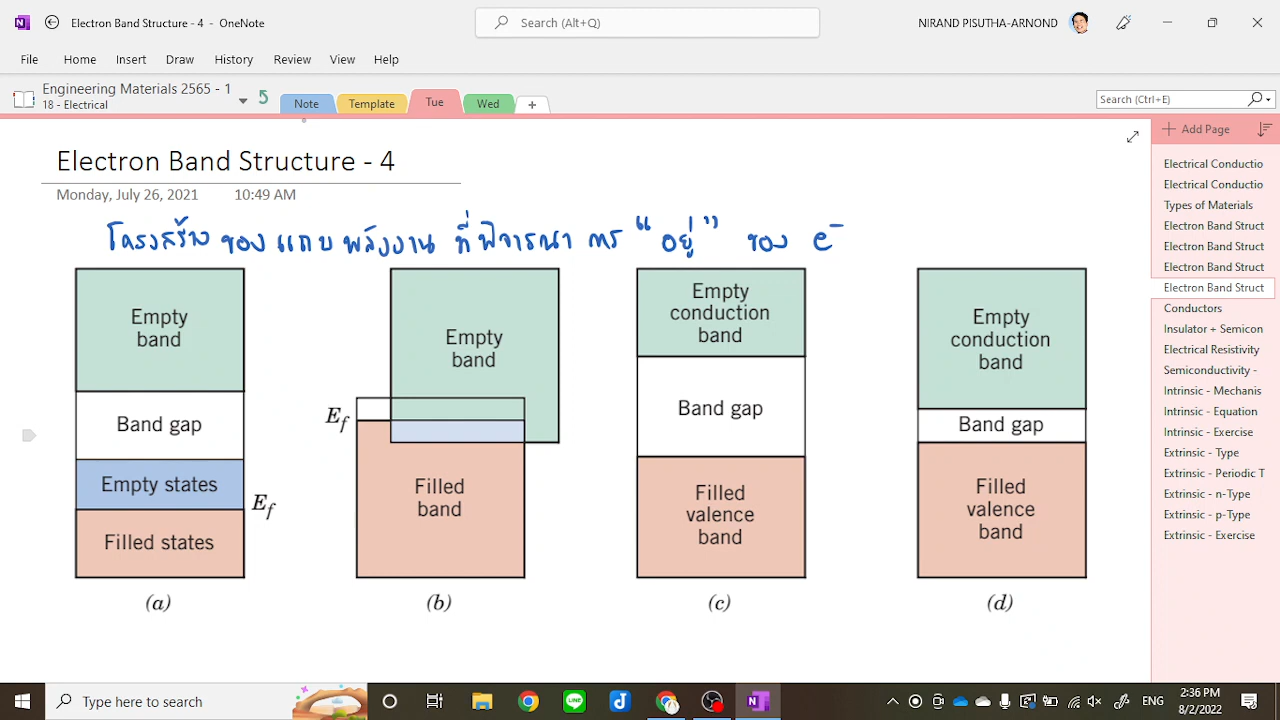 Electron Band Structure - 4 - OneNote
Search (Alt+Q)
NIRAND PISUTHA-ARNOND
File Home Insert Draw History Review View Help
Engineering Materials 2565 - 1
18 - Electrical
Note Template Tue Wed +
Search (Ctrl+E)
Electron Band Structure - 4
Monday, July 26, 2021 10:49 AM
โครงสร้าง ของ แถบ พลังงาน ที่ พิจารณา การ "อยู่" ของ e⁻
Empty
band
Band gap
Empty states
Filled states
Ef
(a)
Empty
band
Ef
Filled
band
(b)
Empty
conduction
band
Band gap
Filled
valence
band
(c)
Empty
conduction
band
Band gap
Filled
valence
band
(d)
Add Page
Electrical Conductio
Electrical Conductio
Types of Materials
Electron Band Struct
Electron Band Struct
Electron Band Struct
Electron Band Struct
Conductors
Insulator + Semicon
Electrical Resistivity
Semiconductivity -
Intrinsic - Mechanis
Intrinsic - Equation
Intrinsic - Exercise
Extrinsic - Type
Extrinsic - Periodic T
Extrinsic - n-Type
Extrinsic - p-Type
Extrinsic - Exercise
Type here to search
LINE
ENG
2:36 PM
8/2/2022